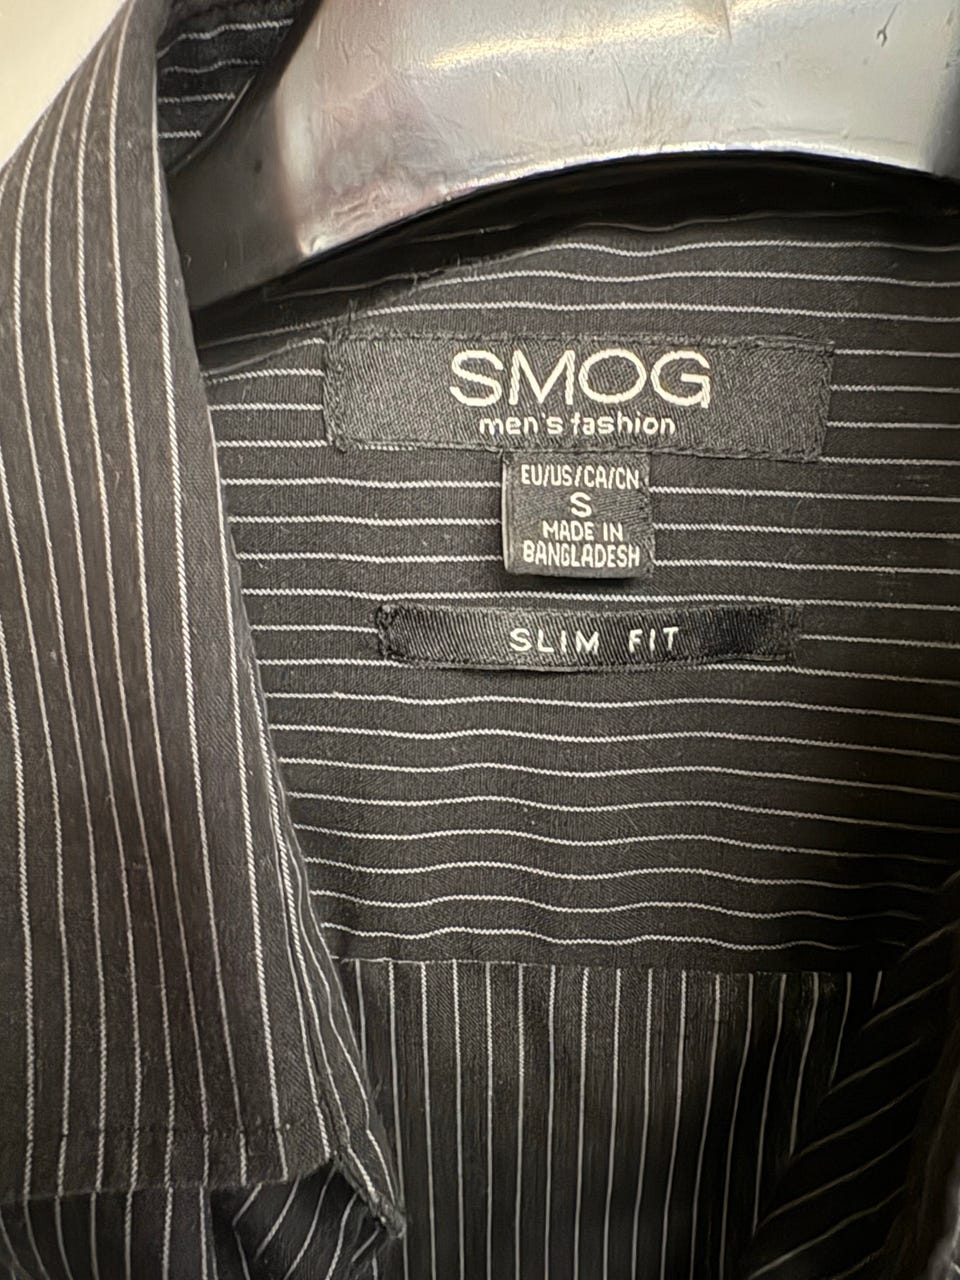 SMOG
men's fashion
EU/US/CA/CN
S
MADE IN
BANGLADESH
SLIM FIT